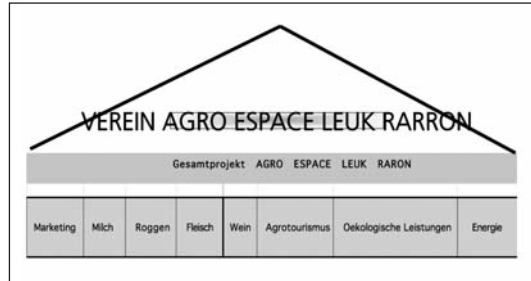 VEREIN AGRO ESPACE LEUK RARRON
Gesamtprojekt AGRO ESPACE LEUK RARON
Marketing Milch Roggen Fleisch Wein Agrotourismus Oekologische Leistungen Energie